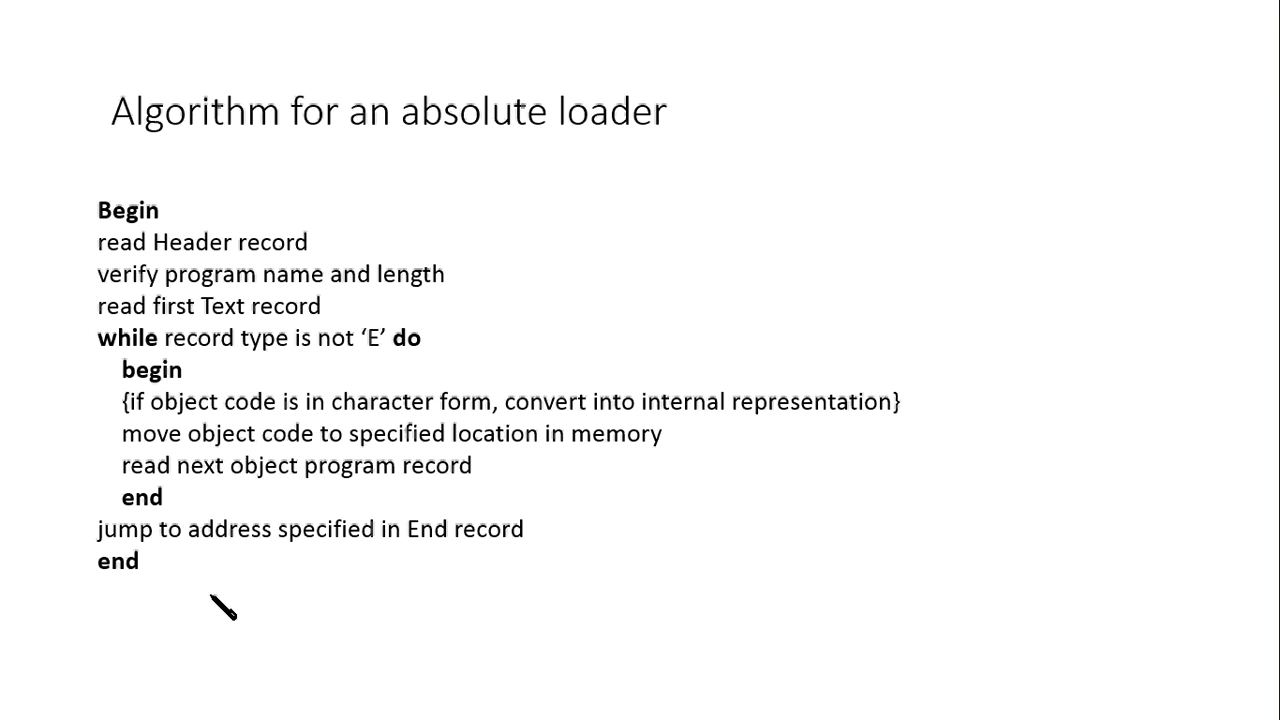 Algorithm for an absolute loader
Begin
read Header record
verify program name and length
read first Text record
while record type is not ‘E’ do
begin
{if object code is in character form, convert into internal representation}
move object code to specified location in memory
read next object program record
end
jump to address specified in End record
end